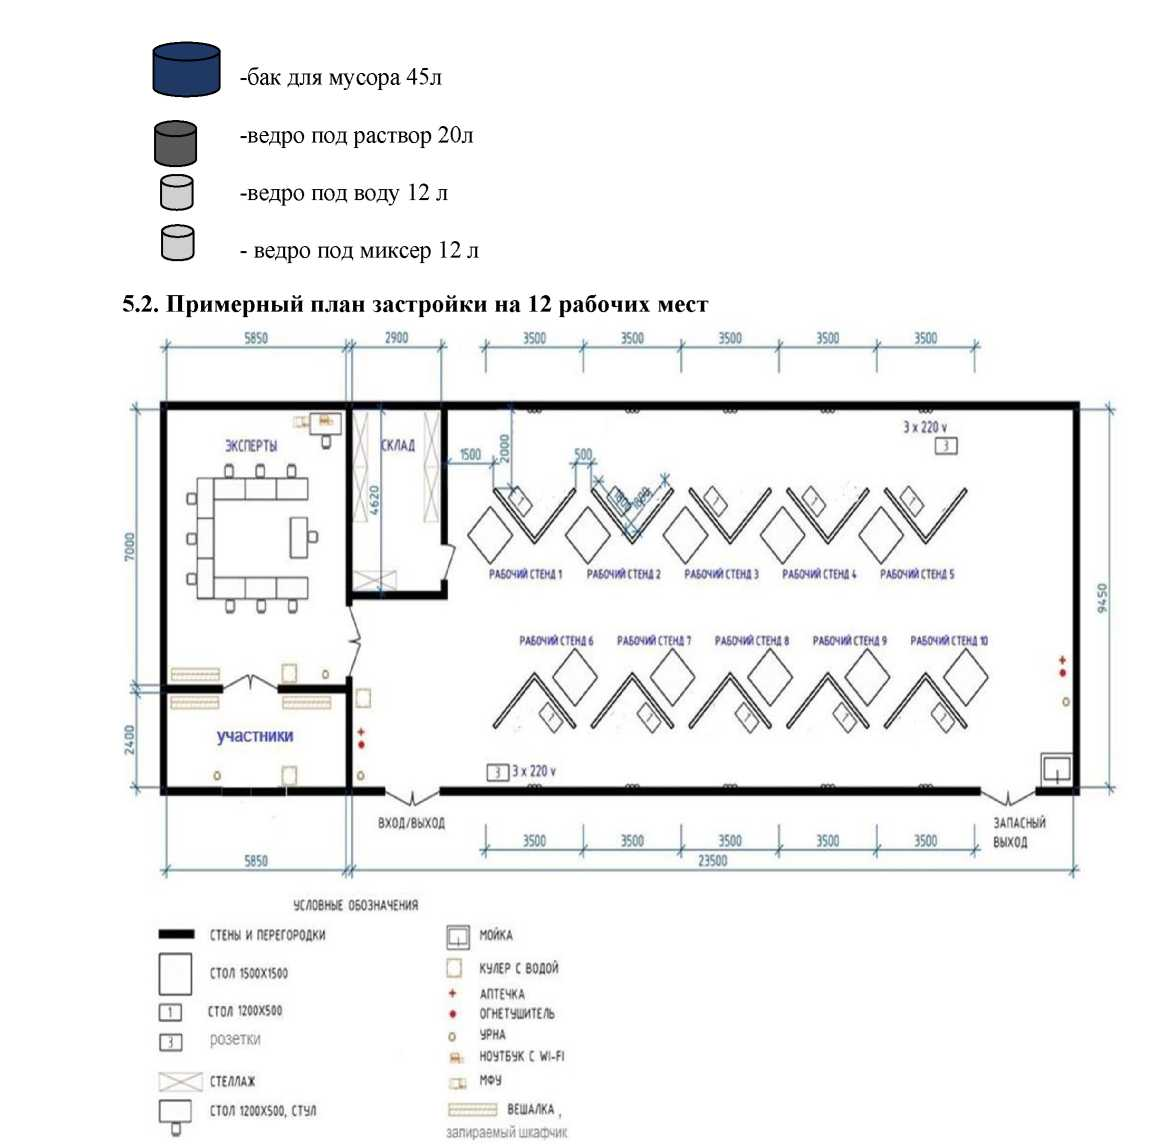 -бак для мусора 45л
-ведро под раствор 20л
-ведро под воду 12 л
- ведро под миксер 12 л
5.2. Примерный план застройки на 12 рабочих мест
5850 2900 3500 3500 3500 3500 3500
3 x 220 v
3
ЭКСПЕРТЫ СКЛАД
1500 2000 500
1800 1800
4620
7000
9450
РАБОЧИЙ СТЕНД 1 РАБОЧИЙ СТЕНД 2 РАБОЧИЙ СТЕНД 3 РАБОЧИЙ СТЕНД 4 РАБОЧИЙ СТЕНД 5
РАБОЧИЙ СТЕНД 6 РАБОЧИЙ СТЕНД 7 РАБОЧИЙ СТЕНД 8 РАБОЧИЙ СТЕНД 9 РАБОЧИЙ СТЕНД 10
2400
участники
3 3 x 220 v
ВХОД/ВЫХОД
ЗАПАСНЫЙ
ВЫХОД
3500 3500 3500 3500 3500
5850 23500
УСЛОВНЫЕ ОБОЗНАЧЕНИЯ
СТЕНЫ И ПЕРЕГОРОДКИ
СТОЛ 1500X1500
1 СТОЛ 1200X500
3 розетки
СТЕЛЛАЖ
СТОЛ 1200X500, СТУЛ
МОЙКА
КУЛЕР С ВОДОЙ
АПТЕЧКА
ОГНЕТУШИТЕЛЬ
УРНА
НОУТБУК С WI-FI
МФУ
ВЕШАЛКА ,
запираемый шкафчик